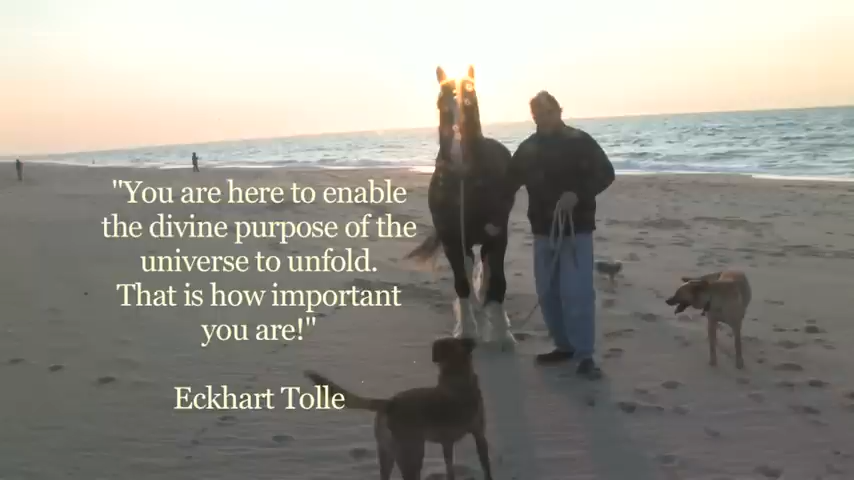 "You are here to enable
the divine purpose of the
universe to unfold.
That is how important
you are!"
Eckhart Tolle